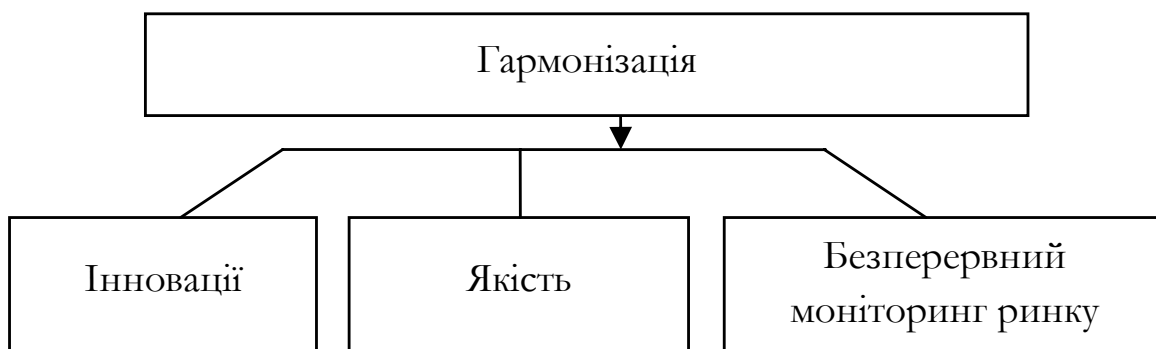 Гармонізація
Інновації
Якість
Безперервний
моніторинг ринку